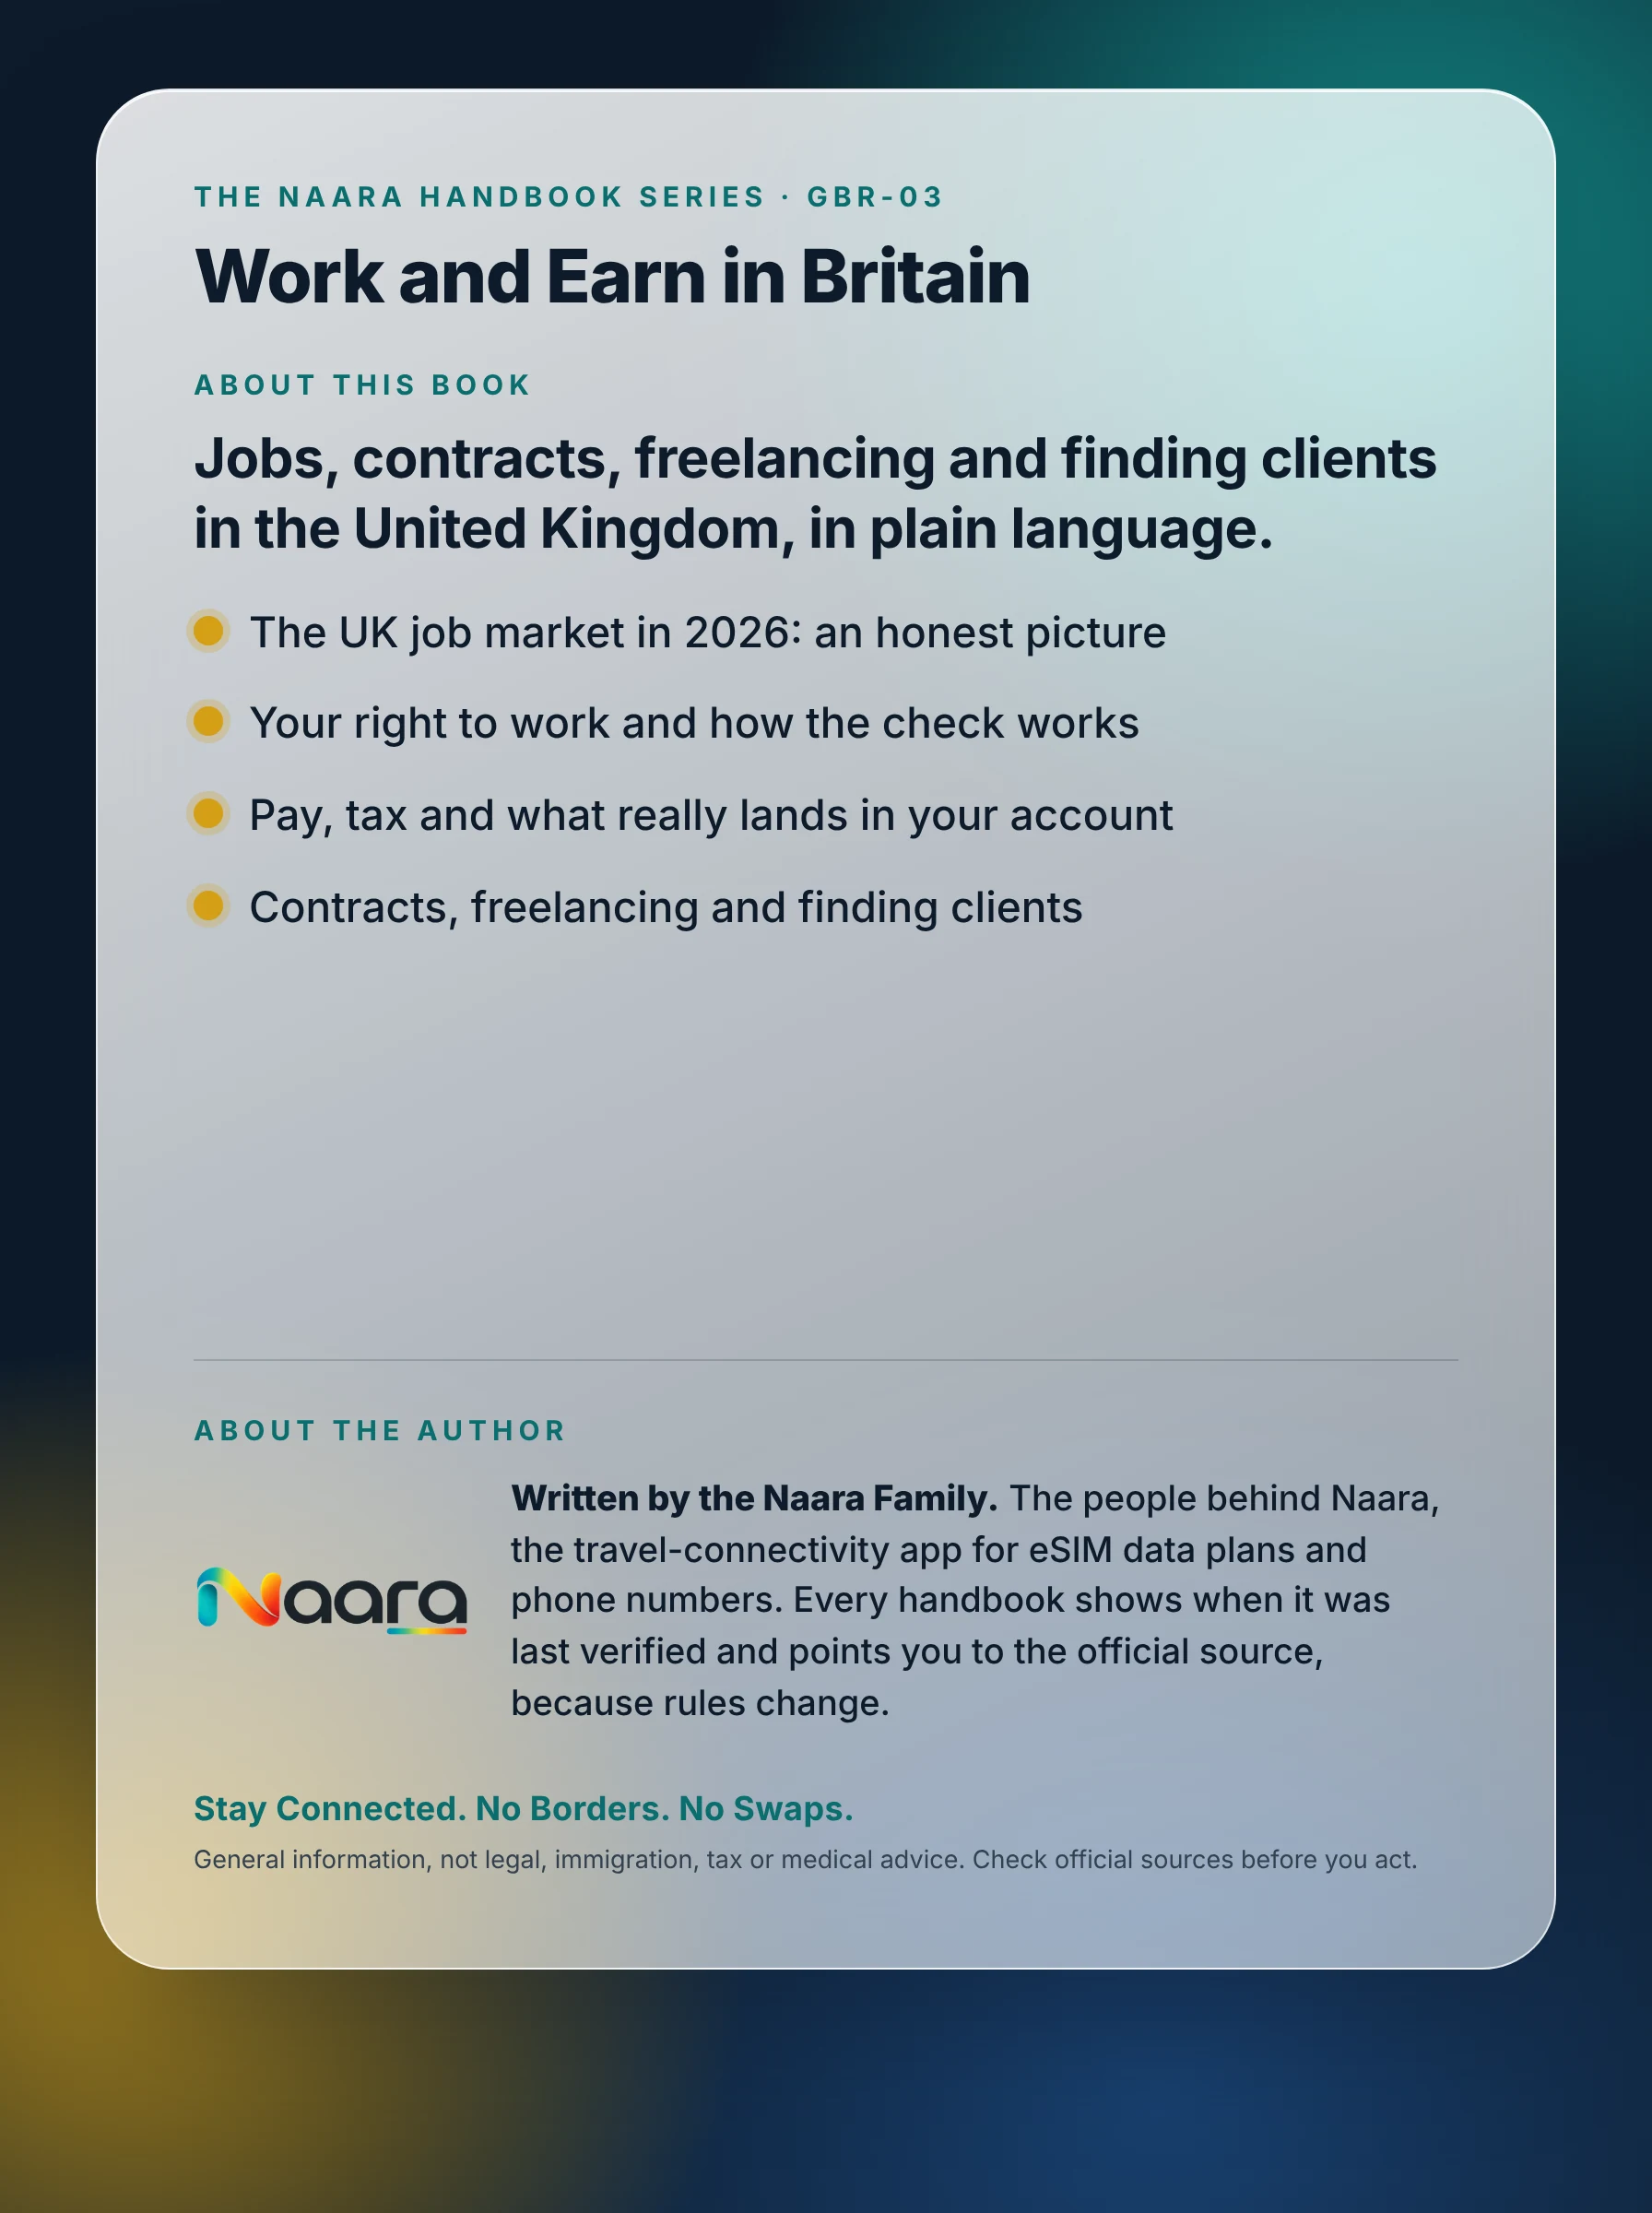 THE NAARA HANDBOOK SERIES · GBR-03
Work and Earn in Britain
ABOUT THIS BOOK
Jobs, contracts, freelancing and finding clients
in the United Kingdom, in plain language.
The UK job market in 2026: an honest picture
Your right to work and how the check works
Pay, tax and what really lands in your account
Contracts, freelancing and finding clients
ABOUT THE AUTHOR
Naara
Written by the Naara Family. The people behind Naara,
the travel-connectivity app for eSIM data plans and
phone numbers. Every handbook shows when it was
last verified and points you to the official source,
because rules change.
Stay Connected. No Borders. No Swaps.
General information, not legal, immigration, tax or medical advice. Check official sources before you act.